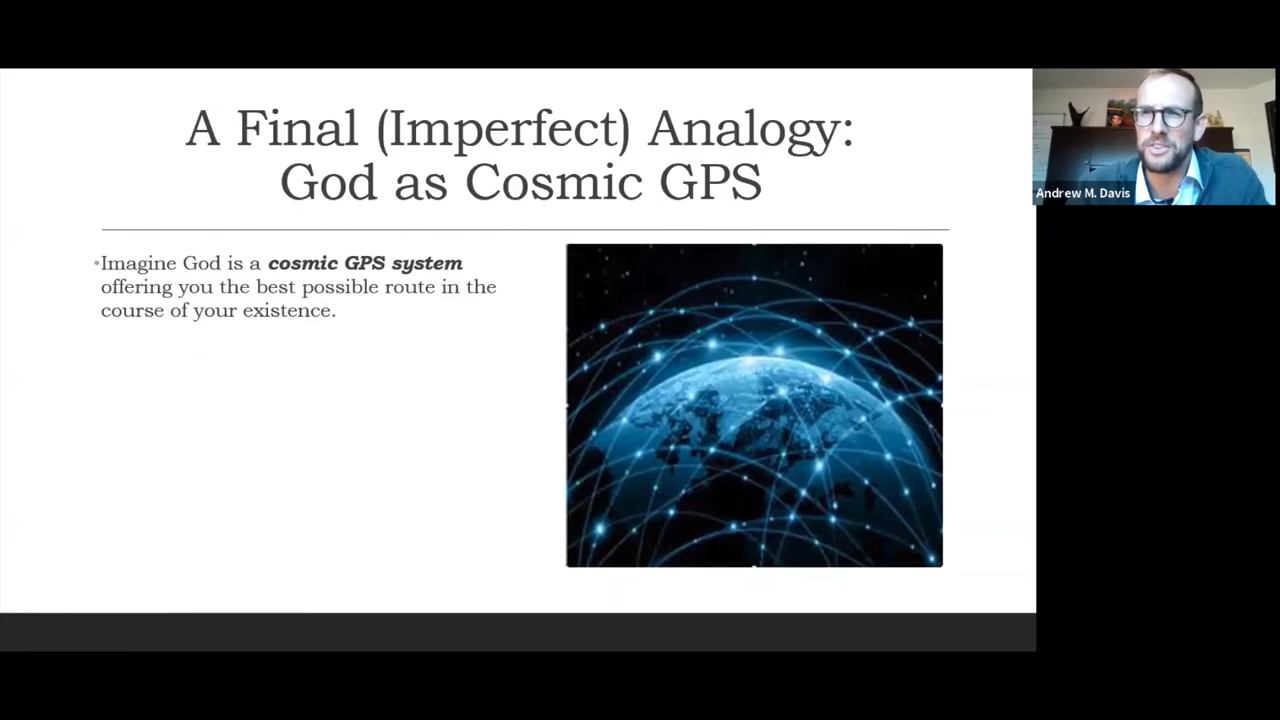 A Final (Imperfect) Analogy:
God as Cosmic GPS
•Imagine God is a cosmic GPS system
offering you the best possible route in the
course of your existence.
Andrew M. Davis